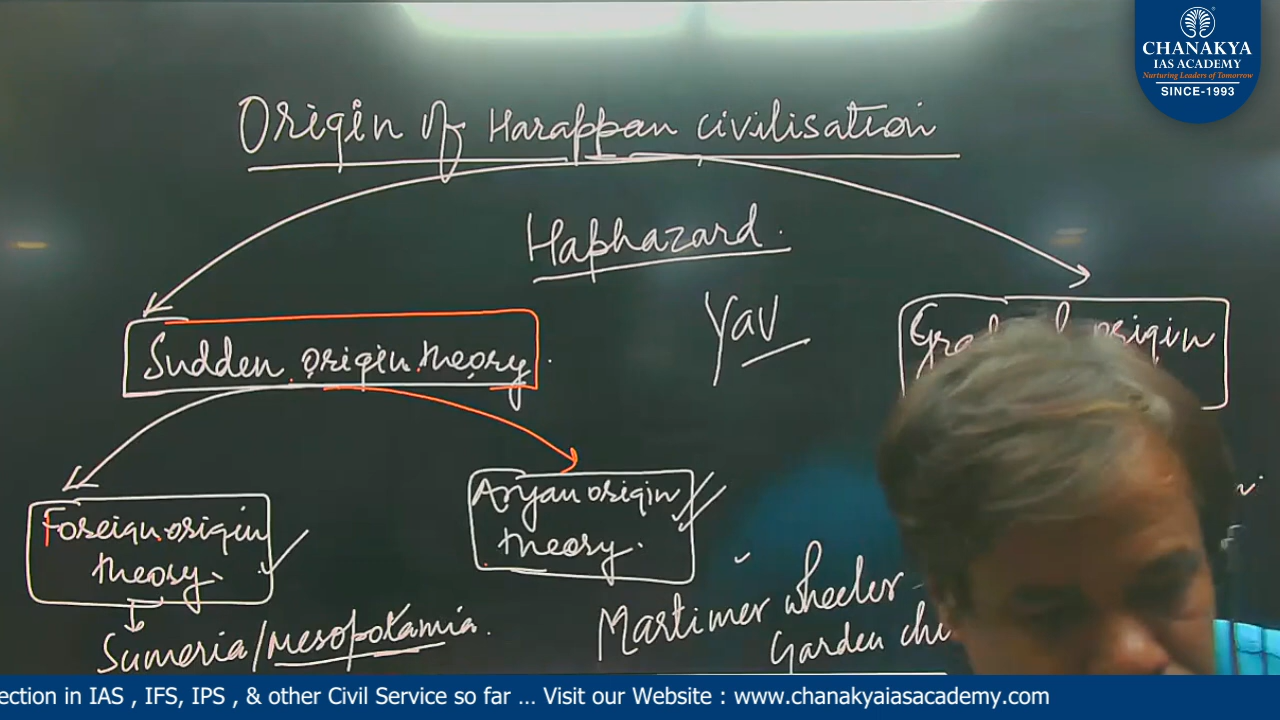 CHANAKYA
IAS ACADEMY
Nurturing Leaders of Tomorrow
SINCE-1993
Origin of Harappan civilisation
Haphazard.
Yav
Sudden origin theory.
origin
Foreign origin
theory.
Aryan origin
theory.
Sumeria/Mesopotamia.
Martimer wheeler
Garden
ection in IAS , IFS, IPS , & other Civil Service so far ... Visit our Website : www.chanakyaiasacademy.com